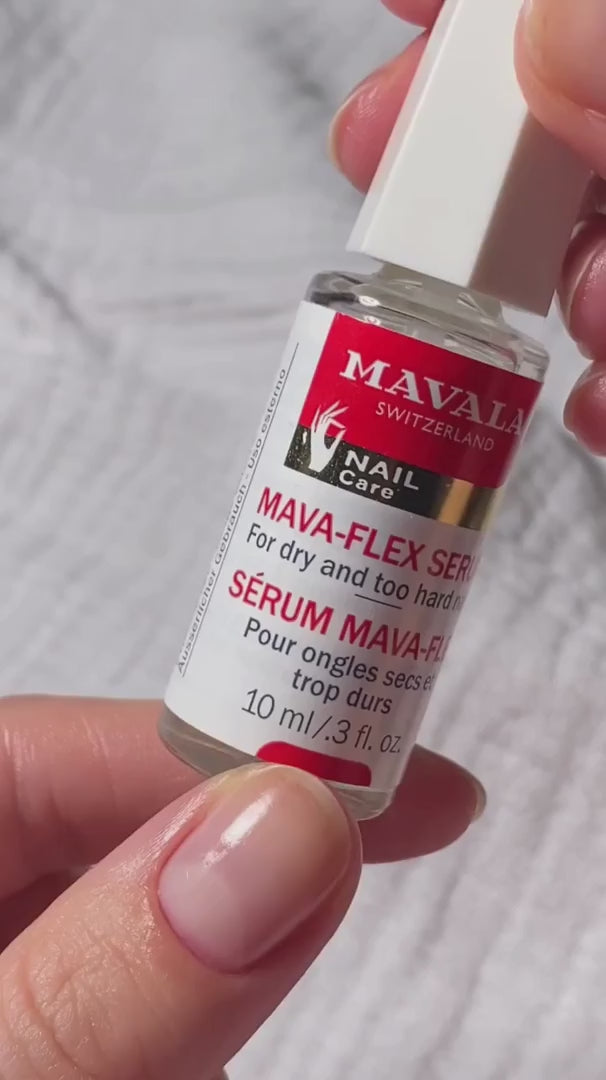 MAVALA
SWITZERLAND
NAIL
Care
MAVA-FLEX
For dry and too hard
SÉRUM MAVA-
Pour ongles secs
trop durs
10 ml/.3 fl. oz.
Äusserlicher Gebrauch - Uso esterno